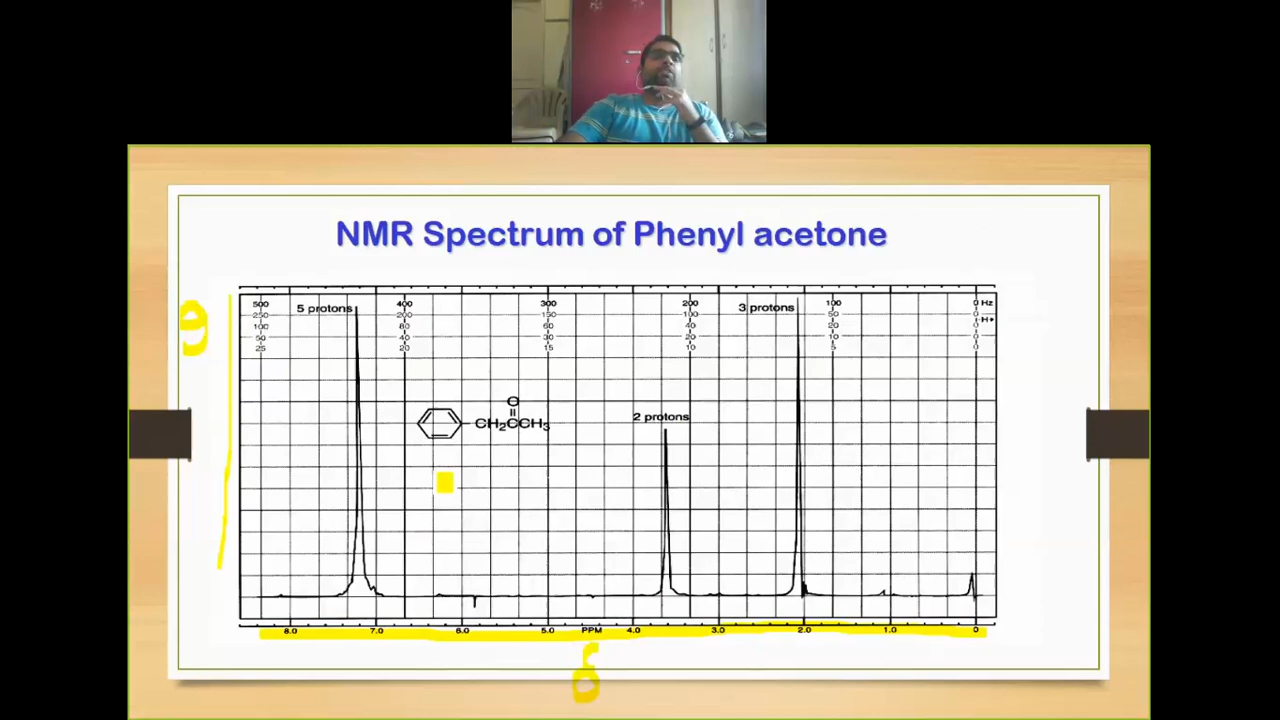 NMR Spectrum of Phenyl acetone
500 400 300 200 100 0 Hz
250 200 150 100 50 0 H
100 80 60 40 20 0
50 40 30 20 10 0
25 20 15 10 5 0
5 protons
3 protons
2 protons
O
CH₂CCH₃
8.0 7.0 6.0 5.0 PPM 4.0 3.0 2.0 1.0 0
δ